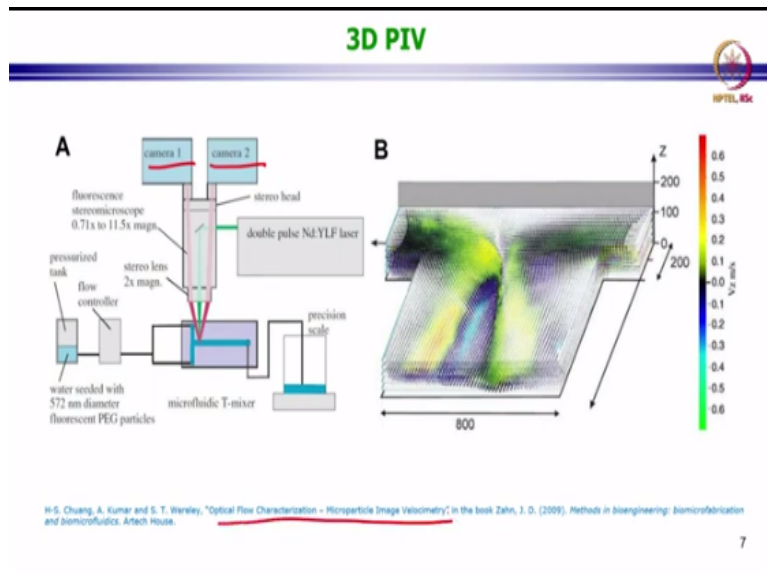 3D PIV
NPTEL, IISc
A
camera 1
camera 2
fluorescence
stereomicroscope
0.71x to 11.5x magn.
stereo head
double pulse Nd:YLF laser
pressurized
tank
flow
controller
stereo lens
2x magn.
precision
scale
water seeded with
572 nm diameter
fluorescent PEG particles
microfluidic T-mixer
B
Z
200
100
0
200
800
0.6
0.5
0.4
0.3
0.2
0.1
-0.0
-0.1
-0.2
-0.3
-0.4
-0.5
-0.6
Vz m/s
H-S. Chuang, A. Kumar and S. T. Wereley, "Optical Flow Characterization – Microparticle Image Velocimetry", in the book Zahn, J. D. (2009). Methods in bioengineering: biomicrofabrication
and biomicrofluidics. Artech House.
7